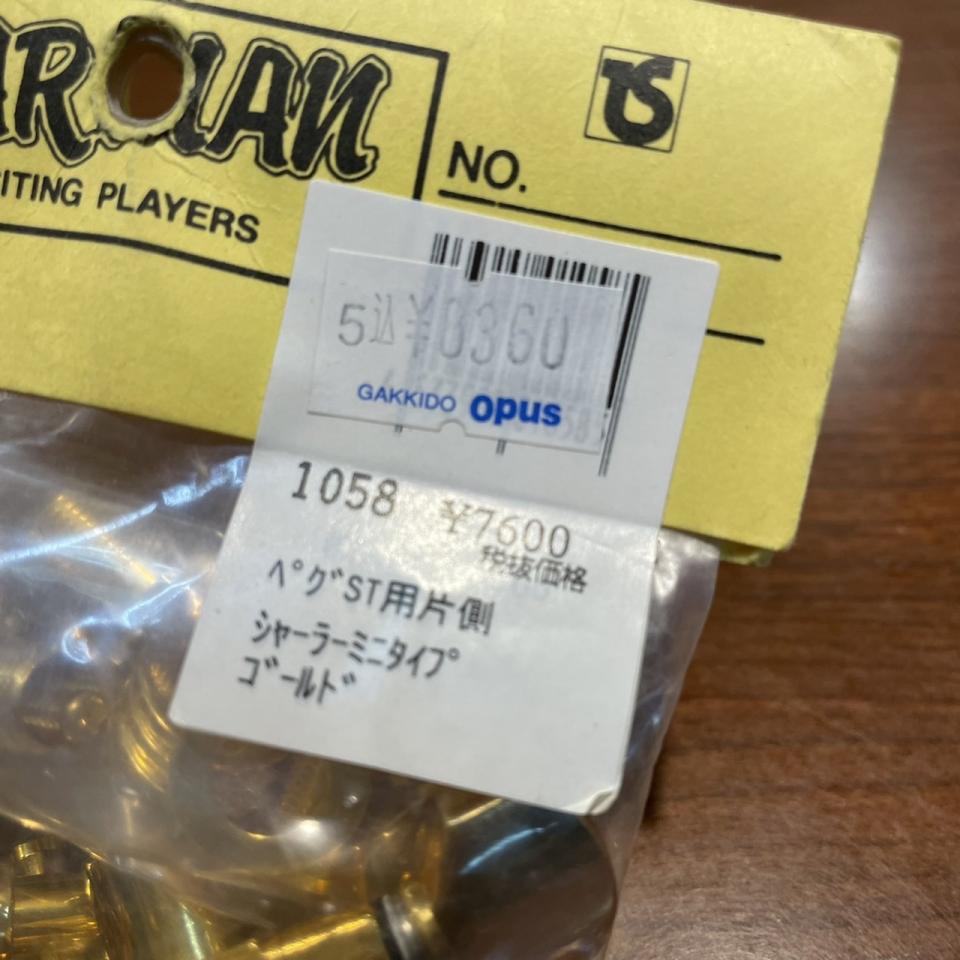 NO.
ITING PLAYERS
5込¥8360
GAKKIDO opus
1058 ¥7600
税抜価格
ペグST用片側
シャーラーミニタイプ
ゴールド